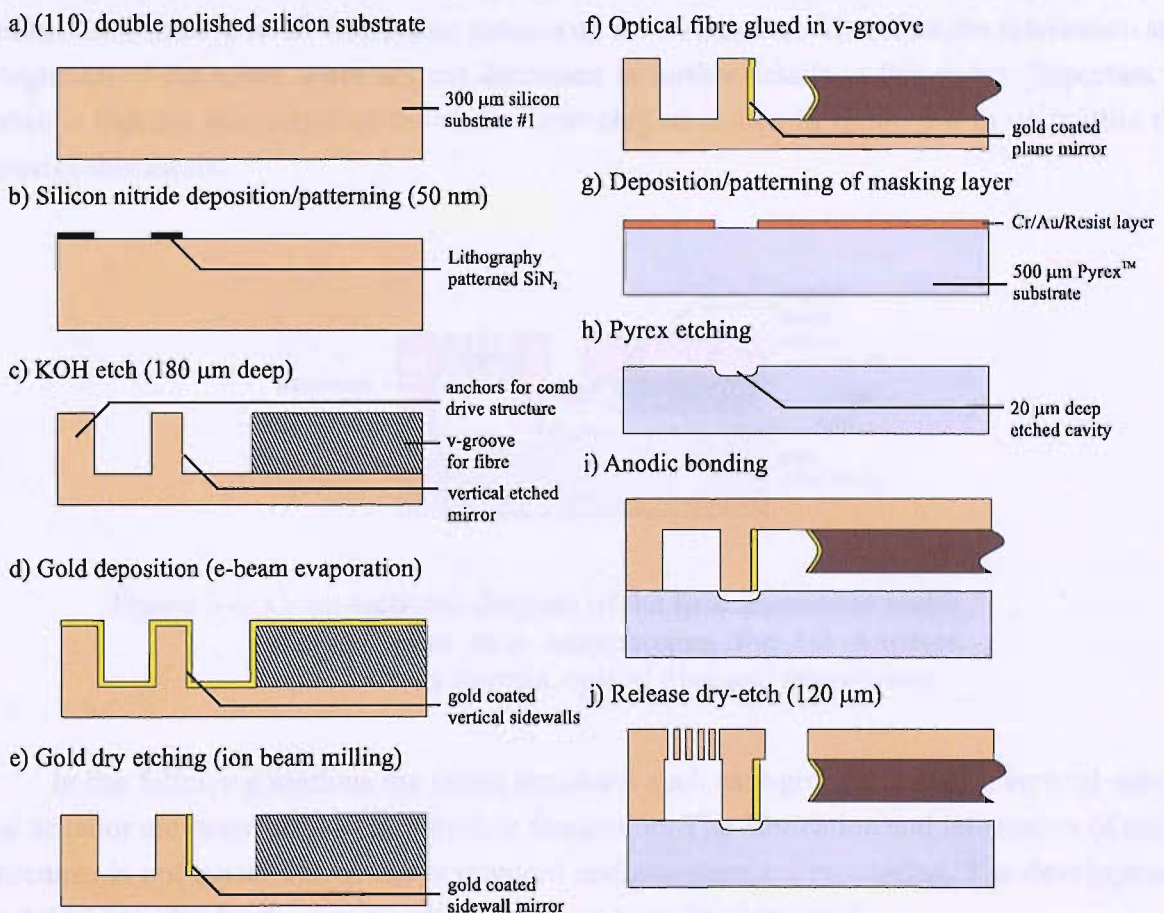 a) (110) double polished silicon substrate
300 µm silicon
substrate #1
b) Silicon nitride deposition/patterning (50 nm)
Lithography
patterned SiN₂
c) KOH etch (180 µm deep)
anchors for comb
drive structure
v-groove
for fibre
vertical etched
mirror
d) Gold deposition (e-beam evaporation)
gold coated
vertical sidewalls
e) Gold dry etching (ion beam milling)
gold coated
sidewall mirror
f) Optical fibre glued in v-groove
gold coated
plane mirror
g) Deposition/patterning of masking layer
Cr/Au/Resist layer
500 µm Pyrex™
substrate
h) Pyrex etching
20 µm deep
etched cavity
i) Anodic bonding
j) Release dry-etch (120 µm)